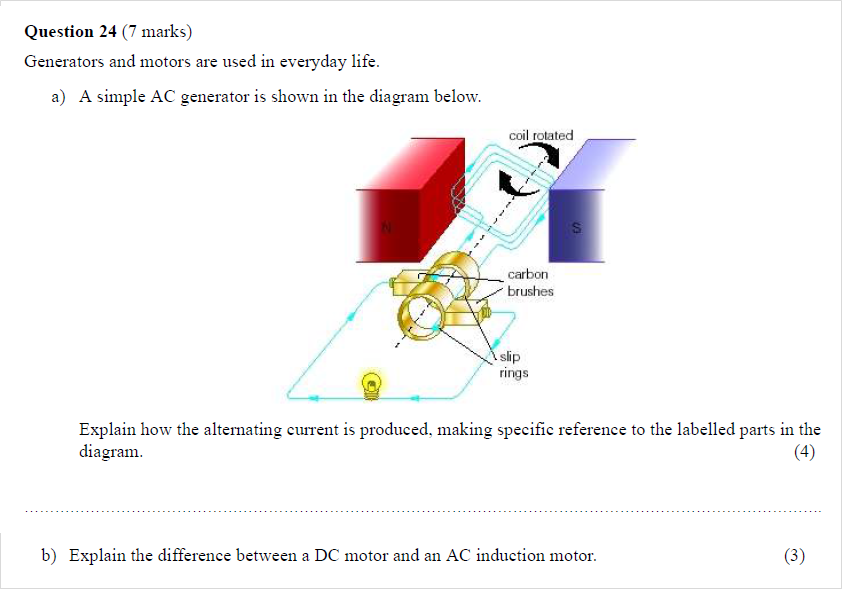 Question 24 (7 marks)
Generators and motors are used in everyday life.
a) A simple AC generator is shown in the diagram below.
coil rotated
N
S
carbon
brushes
slip
rings
Explain how the alternating current is produced, making specific reference to the labelled parts in the
diagram. (4)
b) Explain the difference between a DC motor and an AC induction motor. (3)